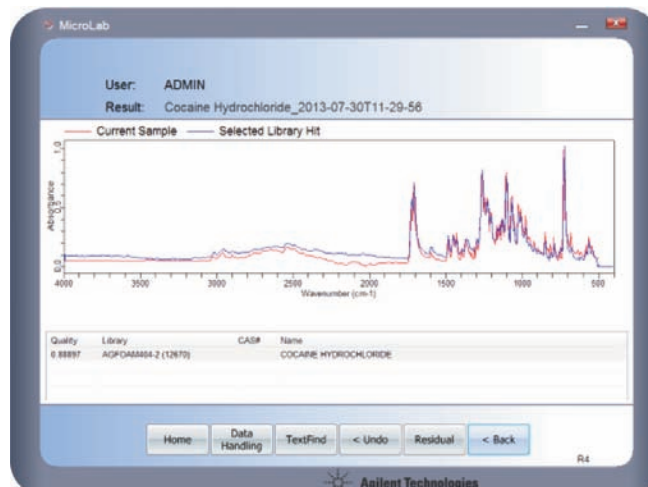 MicroLab
User: ADMIN
Result: Cocaine Hydrochloride_2013-07-30T11-29-56
Current Sample Selected Library Hit
1.0
0.5
0.0
Absorbance
4000 3500 3000 2500 2000 1500 1000 500
Wavenumber (cm-1)
Quality Library CAS# Name
0.88897 AGFOAM404-2 (12670) COCAINE HYDROCHLORIDE
Home Data Handling TextFind < Undo Residual < Back
R4
Agilent Technologies